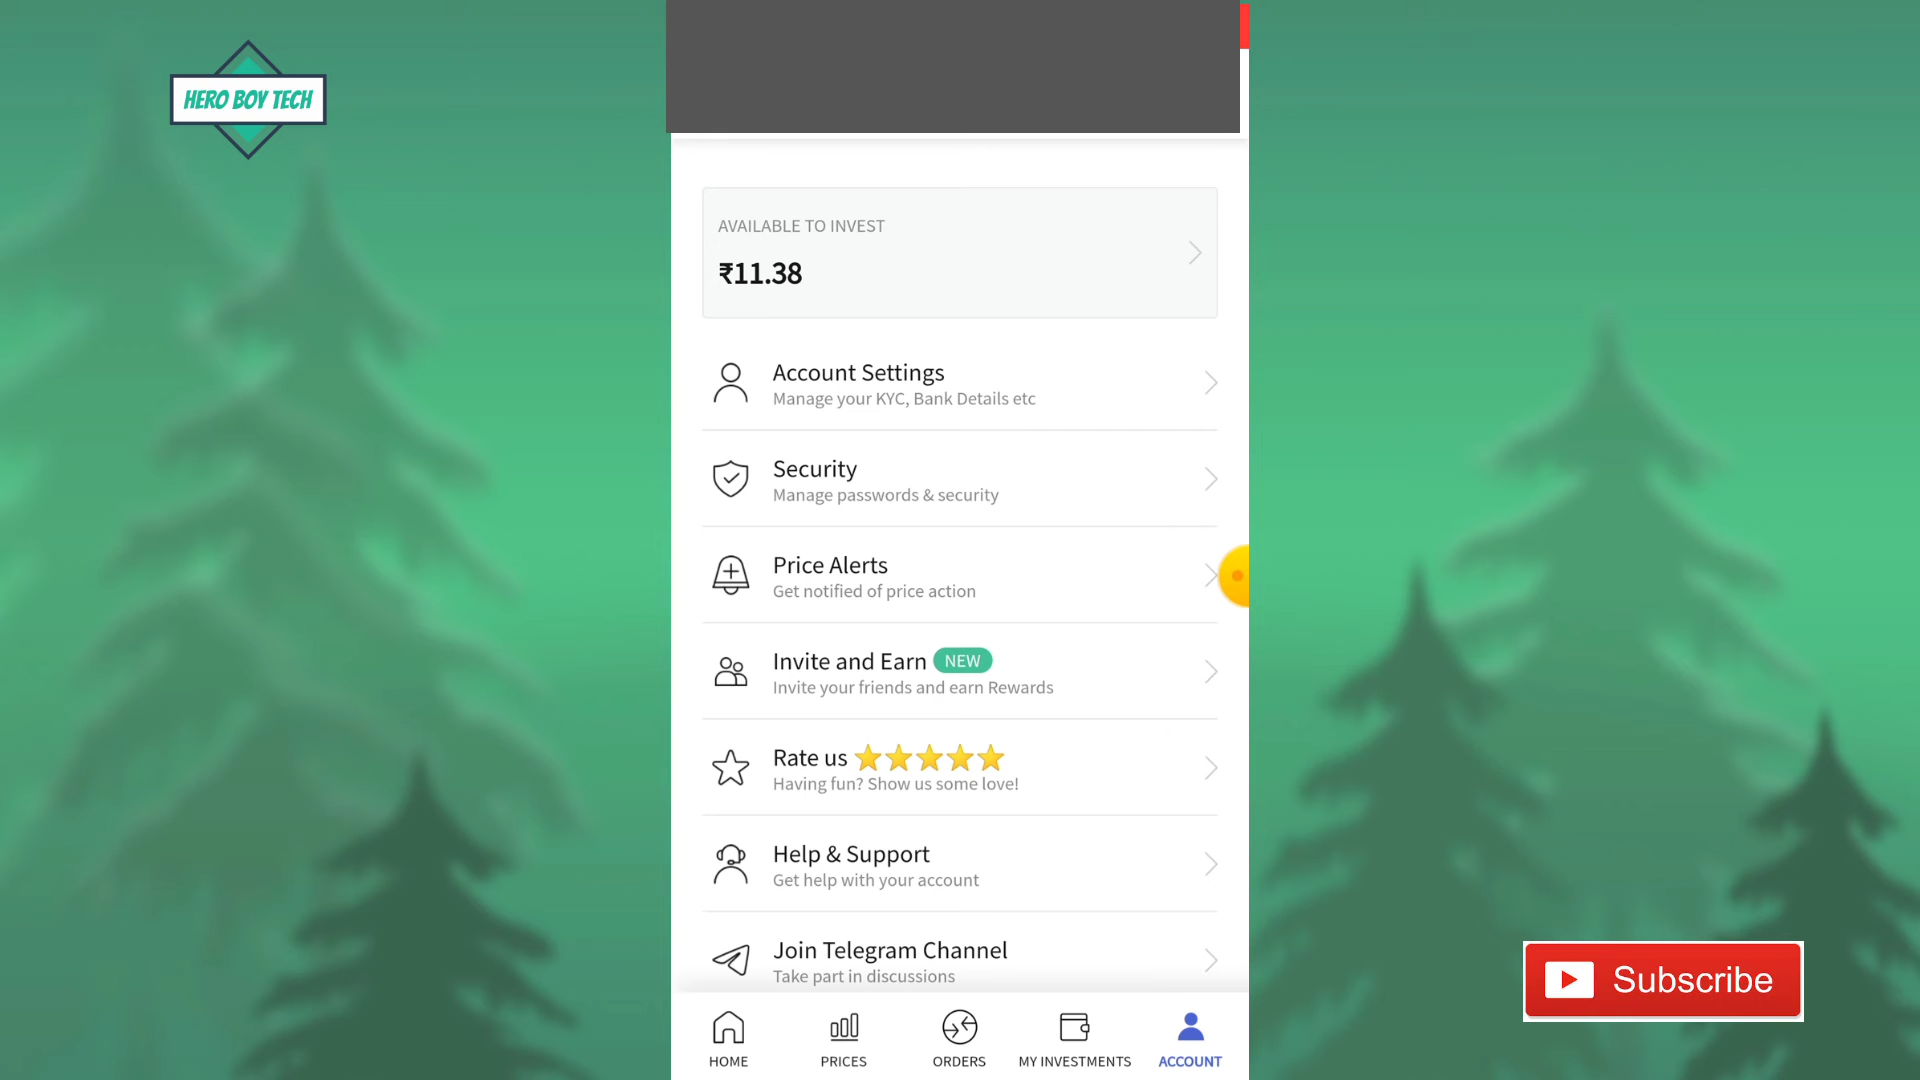 HERO BOY TECH
AVAILABLE TO INVEST
₹11.38
Account Settings
Manage your KYC, Bank Details etc
Security
Manage passwords & security
Price Alerts
Get notified of price action
Invite and Earn NEW
Invite your friends and earn Rewards
Rate us ⭐⭐⭐⭐⭐
Having fun? Show us some love!
Help & Support
Get help with your account
Join Telegram Channel
Take part in discussions
HOME PRICES ORDERS MY INVESTMENTS ACCOUNT
Subscribe